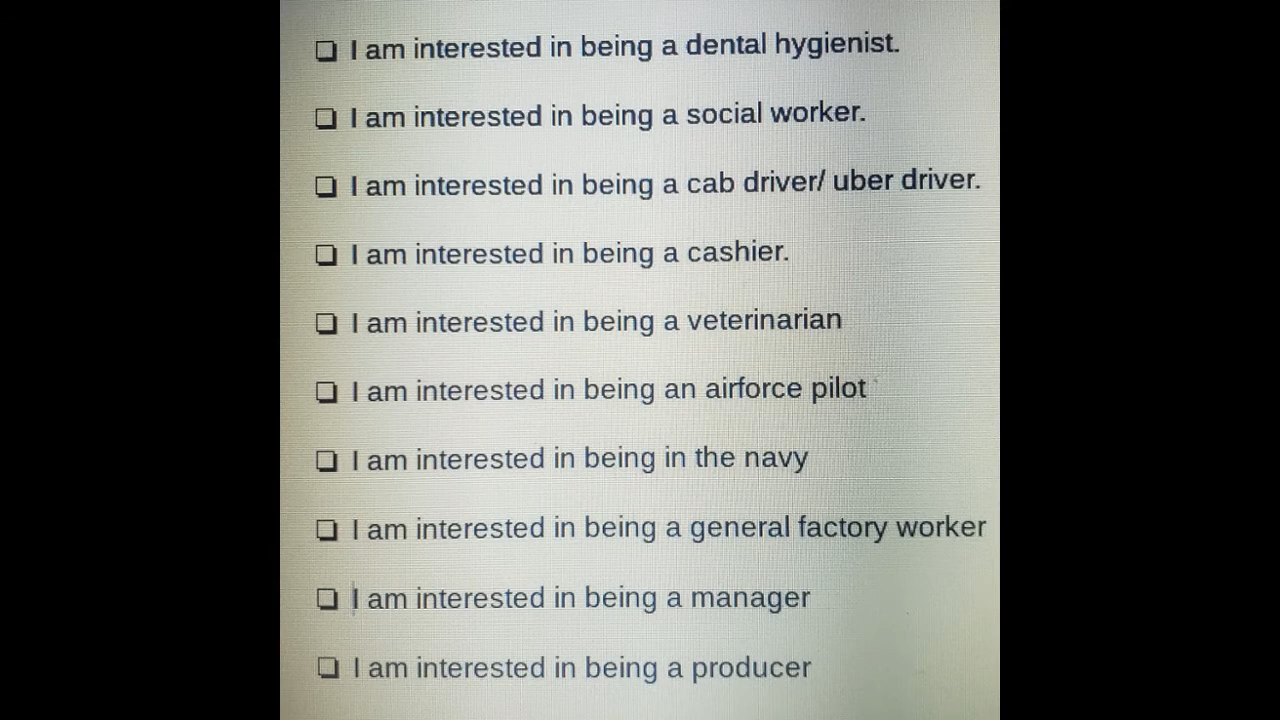 I am interested in being a dental hygienist.
I am interested in being a social worker.
I am interested in being a cab driver/ uber driver.
I am interested in being a cashier.
I am interested in being a veterinarian
I am interested in being an airforce pilot
I am interested in being in the navy
I am interested in being a general factory worker
I am interested in being a manager
I am interested in being a producer